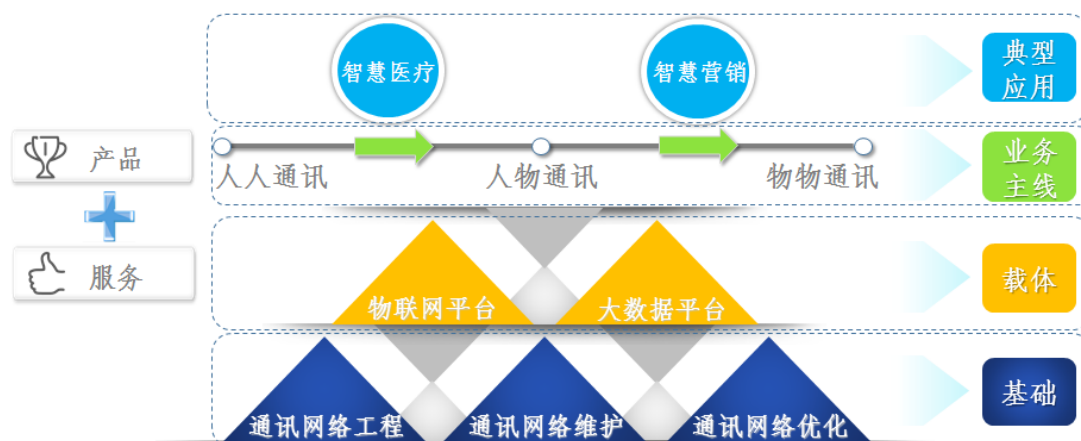 智慧医疗
智慧营销
典型
应用
产品
人人通讯
人物通讯
物物通讯
业务
主线
服务
物联网平台
大数据平台
载体
通讯网络工程
通讯网络维护
通讯网络优化
基础